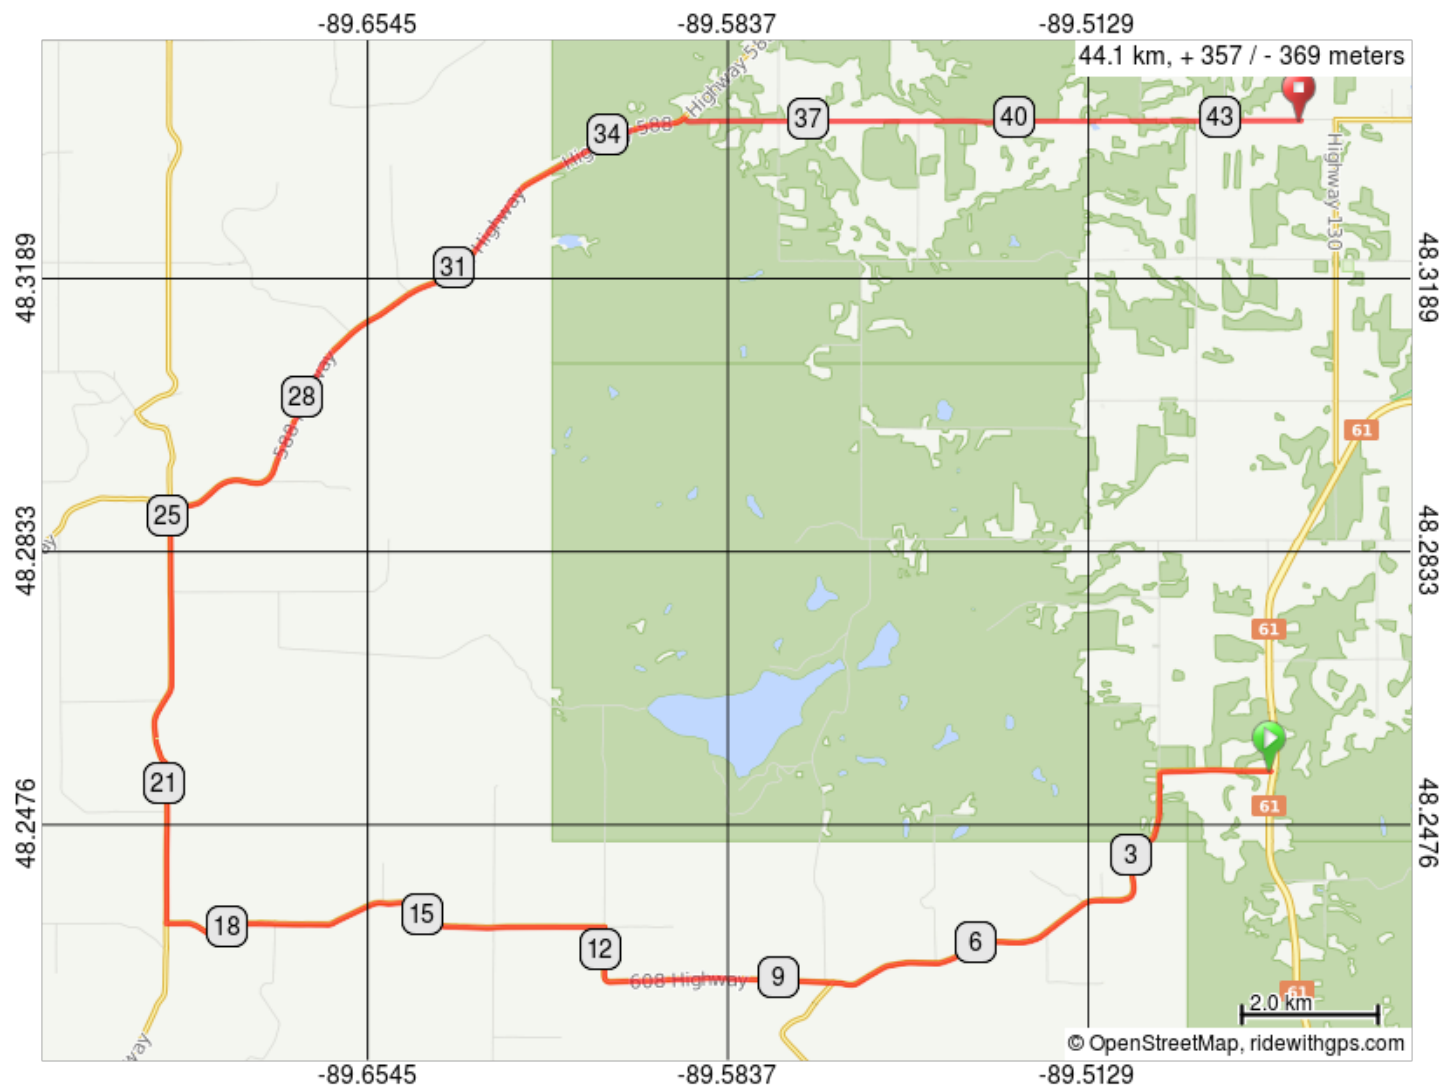 -89.6545 -89.5837 -89.5129
44.1 km, + 357 / - 369 meters
Highway 58
37 40 43
34 588
Highway 130
Highway
31
48.3189 48.3189
28
588
61
25
48.2833 48.2833
61
21
61
48.2476 48.2476
3
15
18
12
6
608 Highway 9
61
2.0 km
way
© OpenStreetMap, ridewithgps.com
-89.6545 -89.5837 -89.5129